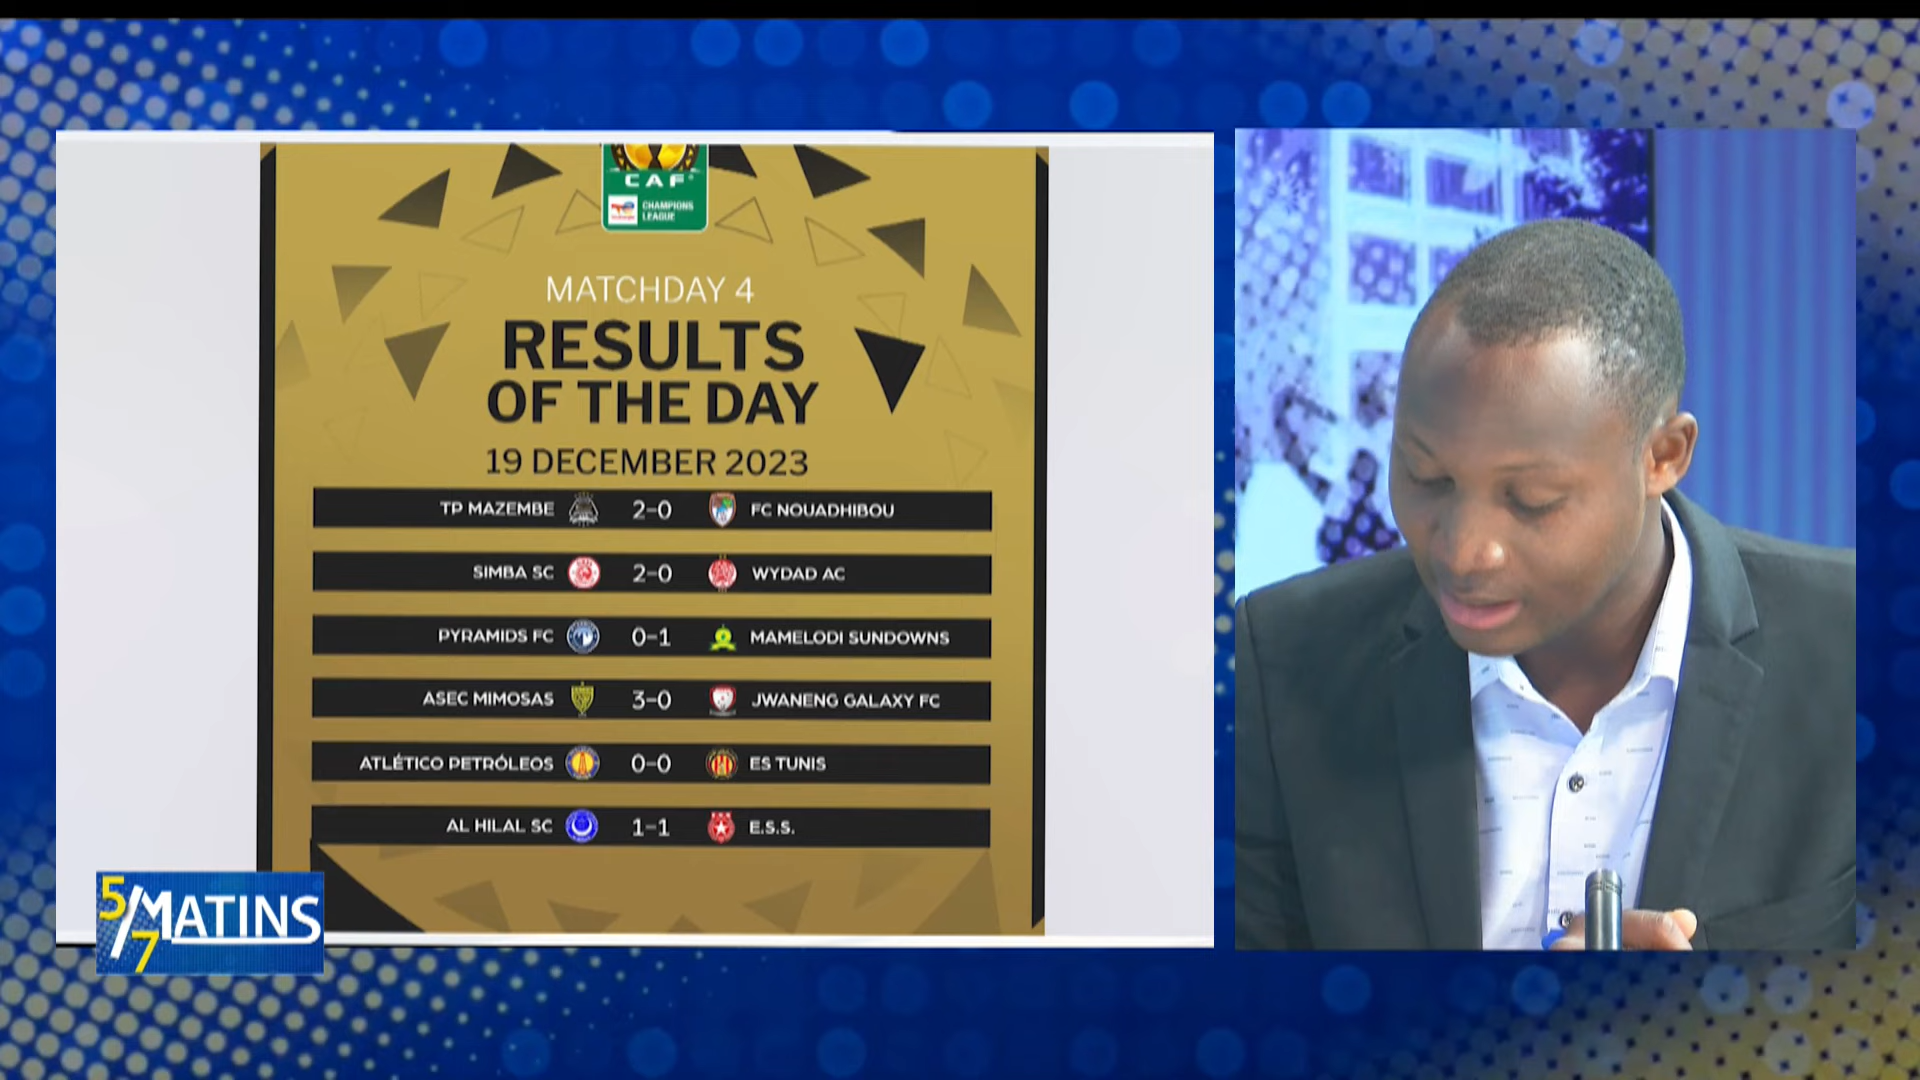 CAF
CHAMPIONS
LEAGUE
MATCHDAY 4
RESULTS
OF THE DAY
19 DECEMBER 2023
TP MAZEMBE 2-0 FC NOUADHIBOU
SIMBA SC 2-0 WYDAD AC
PYRAMIDS FC 0-1 MAMELODI SUNDOWNS
ASEC MIMOSAS 3-0 JWANENG GALAXY FC
ATLÉTICO PETRÓLEOS 0-0 ES TUNIS
AL HILAL SC 1-1 E.S.S.
5/7 MATINS